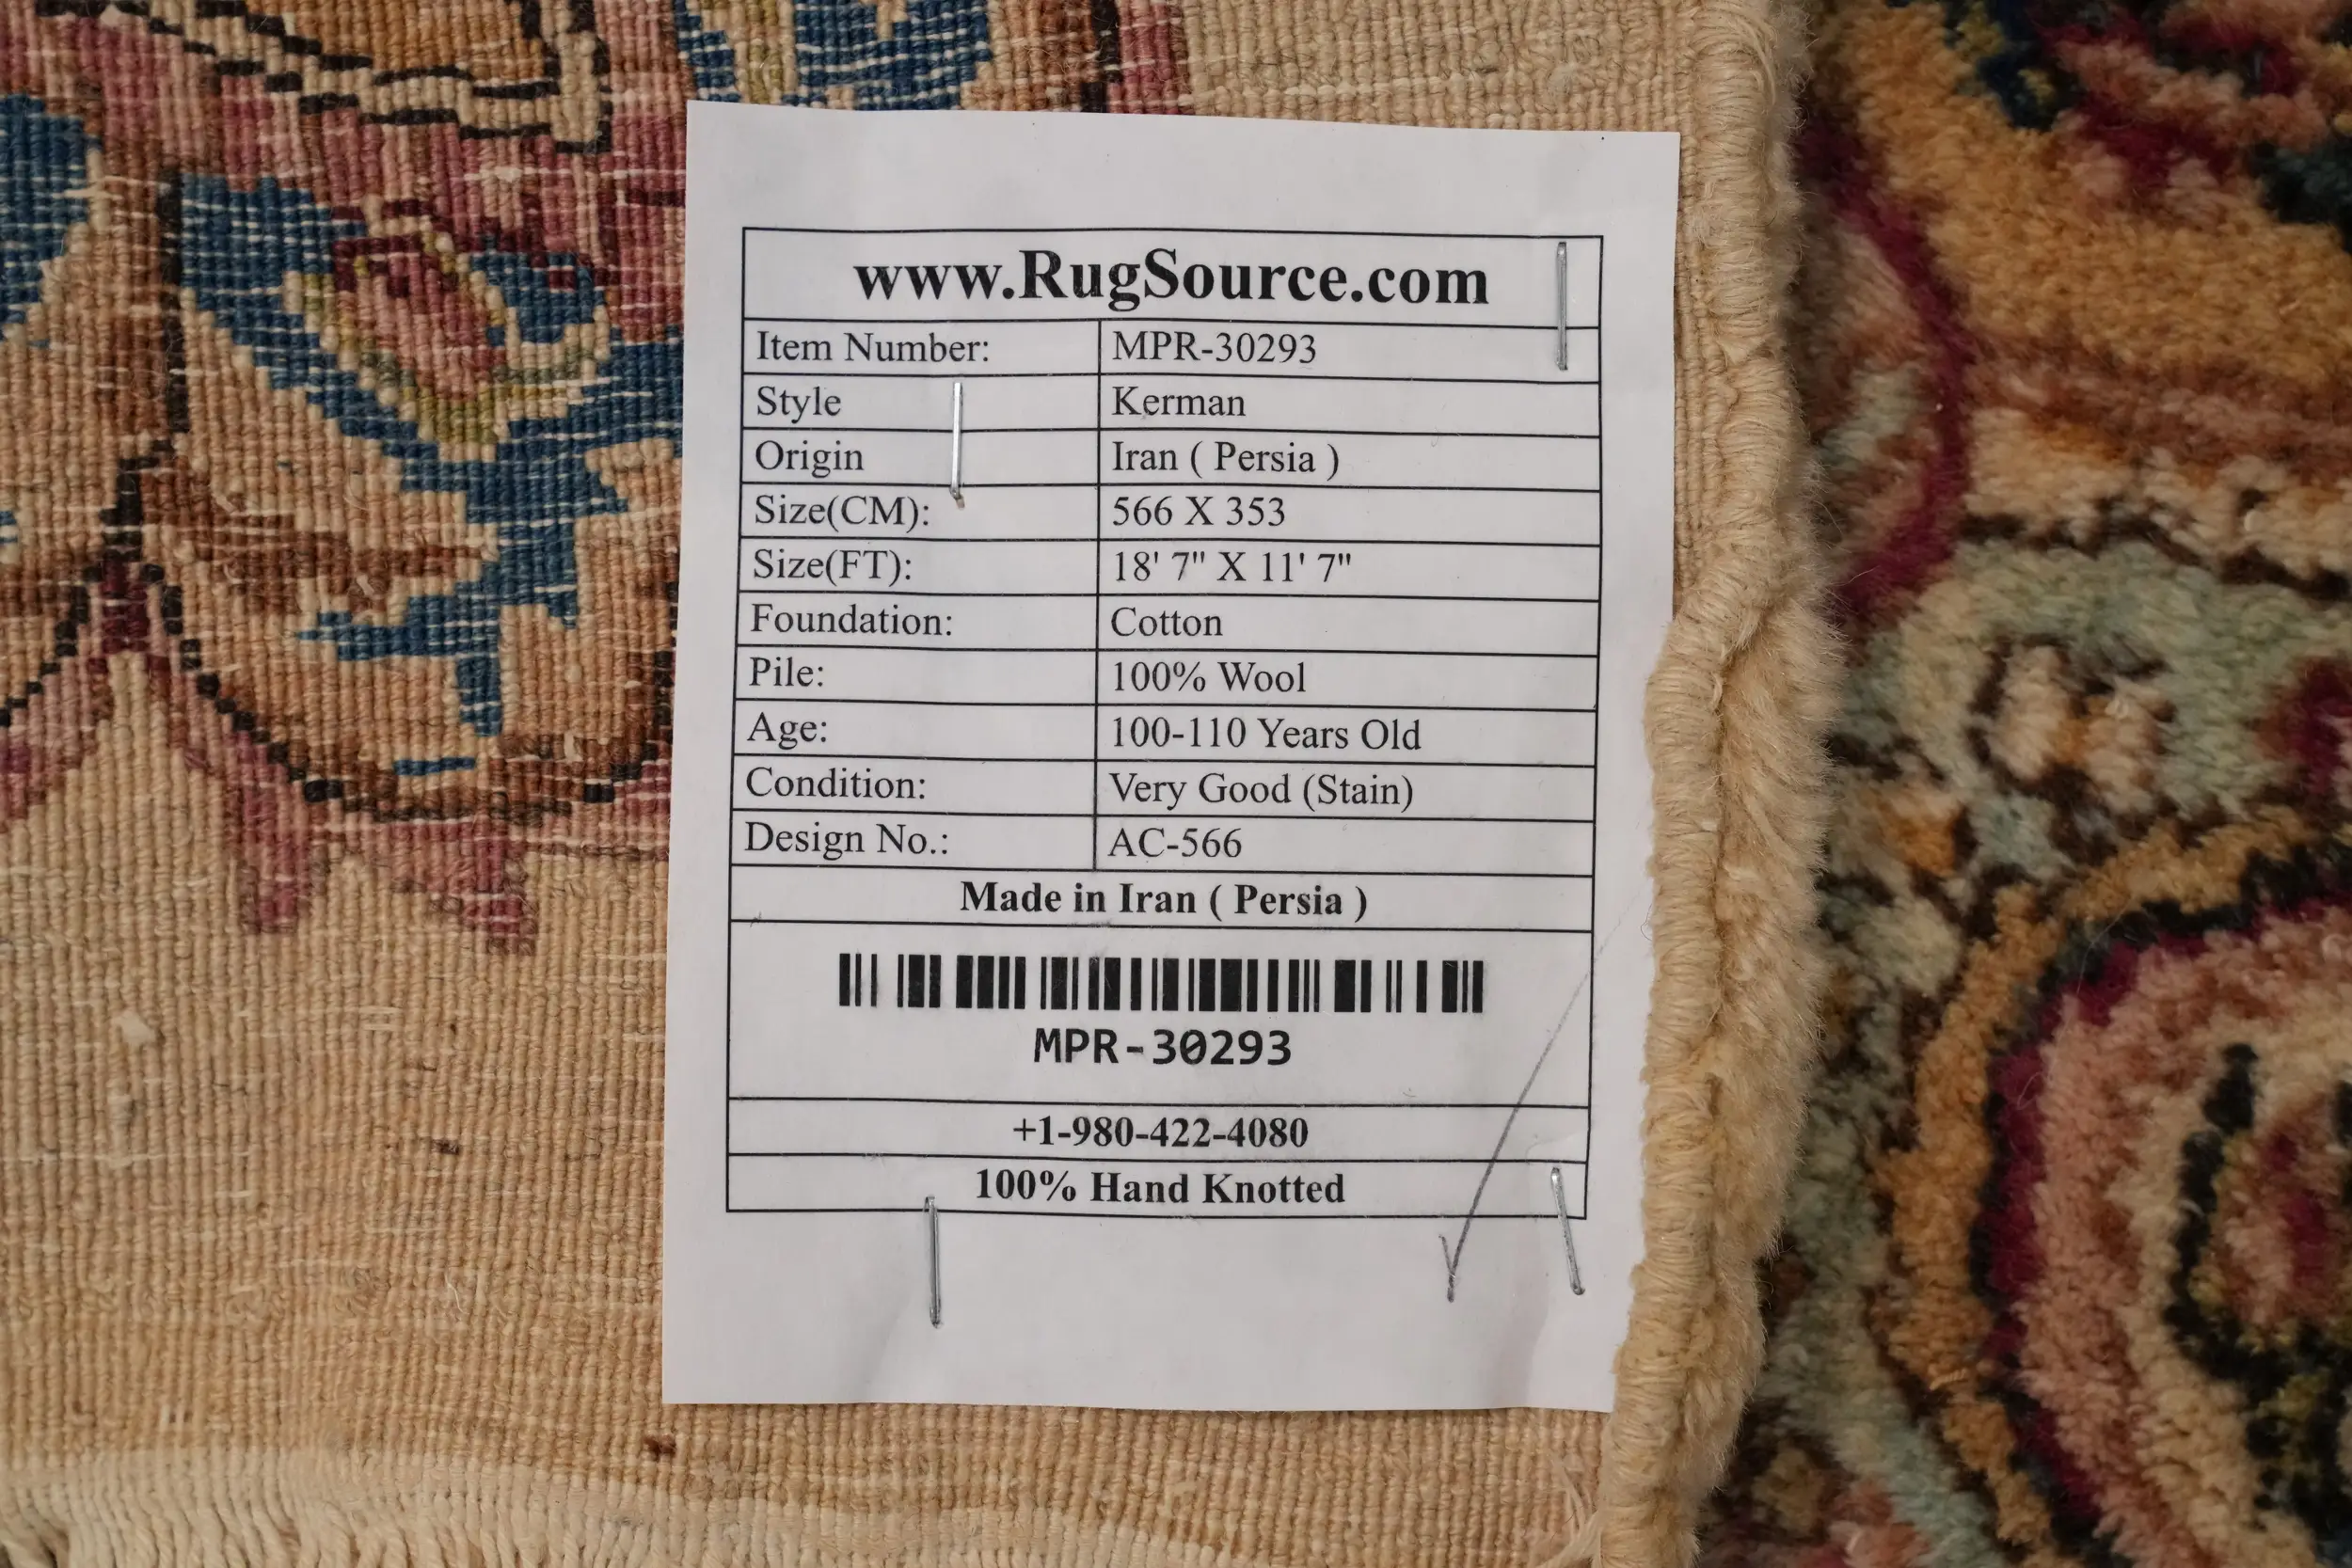 www.RugSource.com
Item Number: MPR-30293
Style Kerman
Origin Iran ( Persia )
Size(CM): 566 X 353
Size(FT): 18' 7" X 11' 7"
Foundation: Cotton
Pile: 100% Wool
Age: 100-110 Years Old
Condition: Very Good (Stain)
Design No.: AC-566
Made in Iran ( Persia )
MPR-30293
+1-980-422-4080
100% Hand Knotted